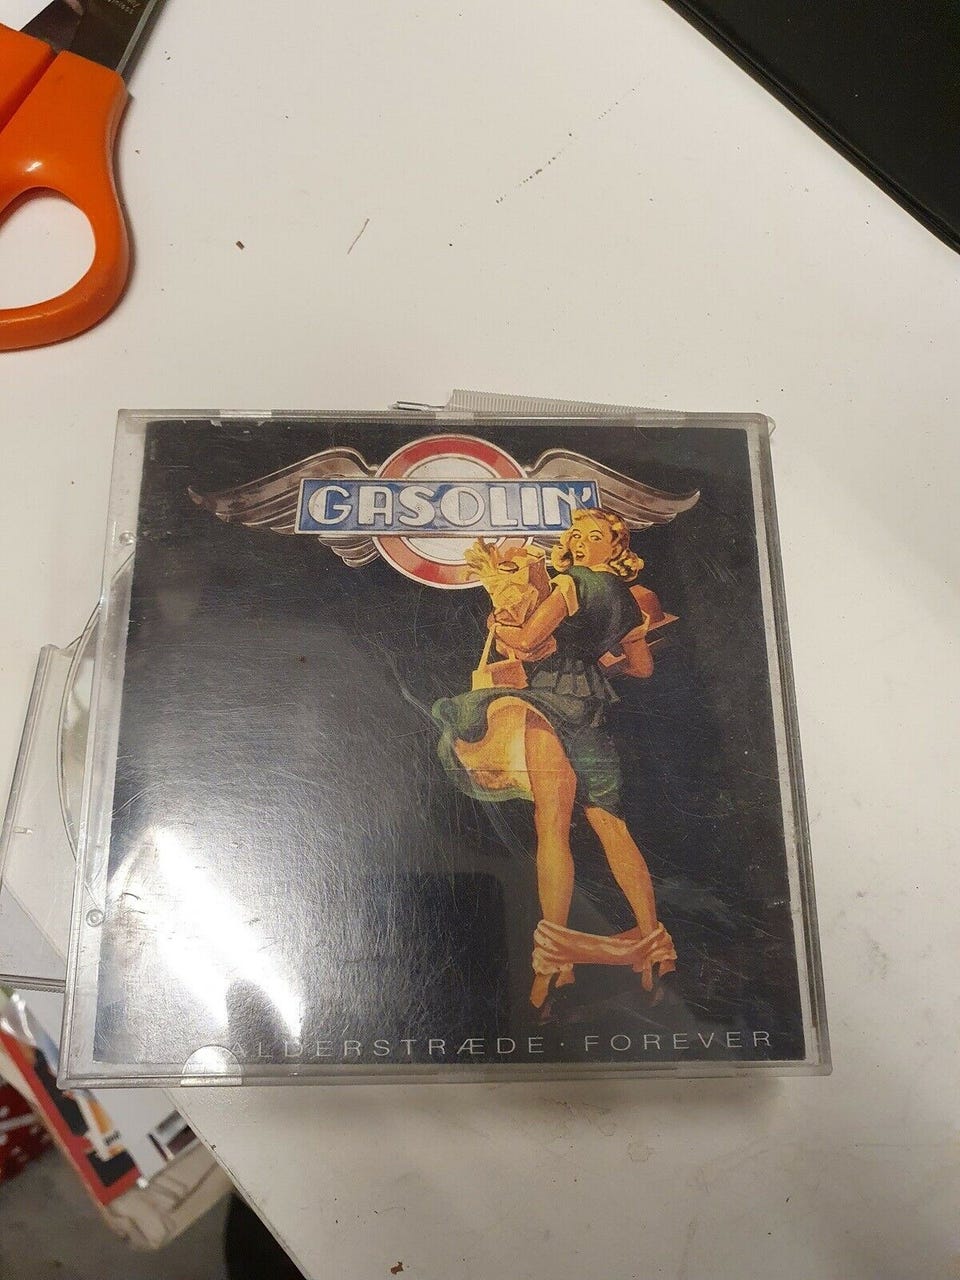 GASOLIN'
ALDERSTRÆDE · FOREVER